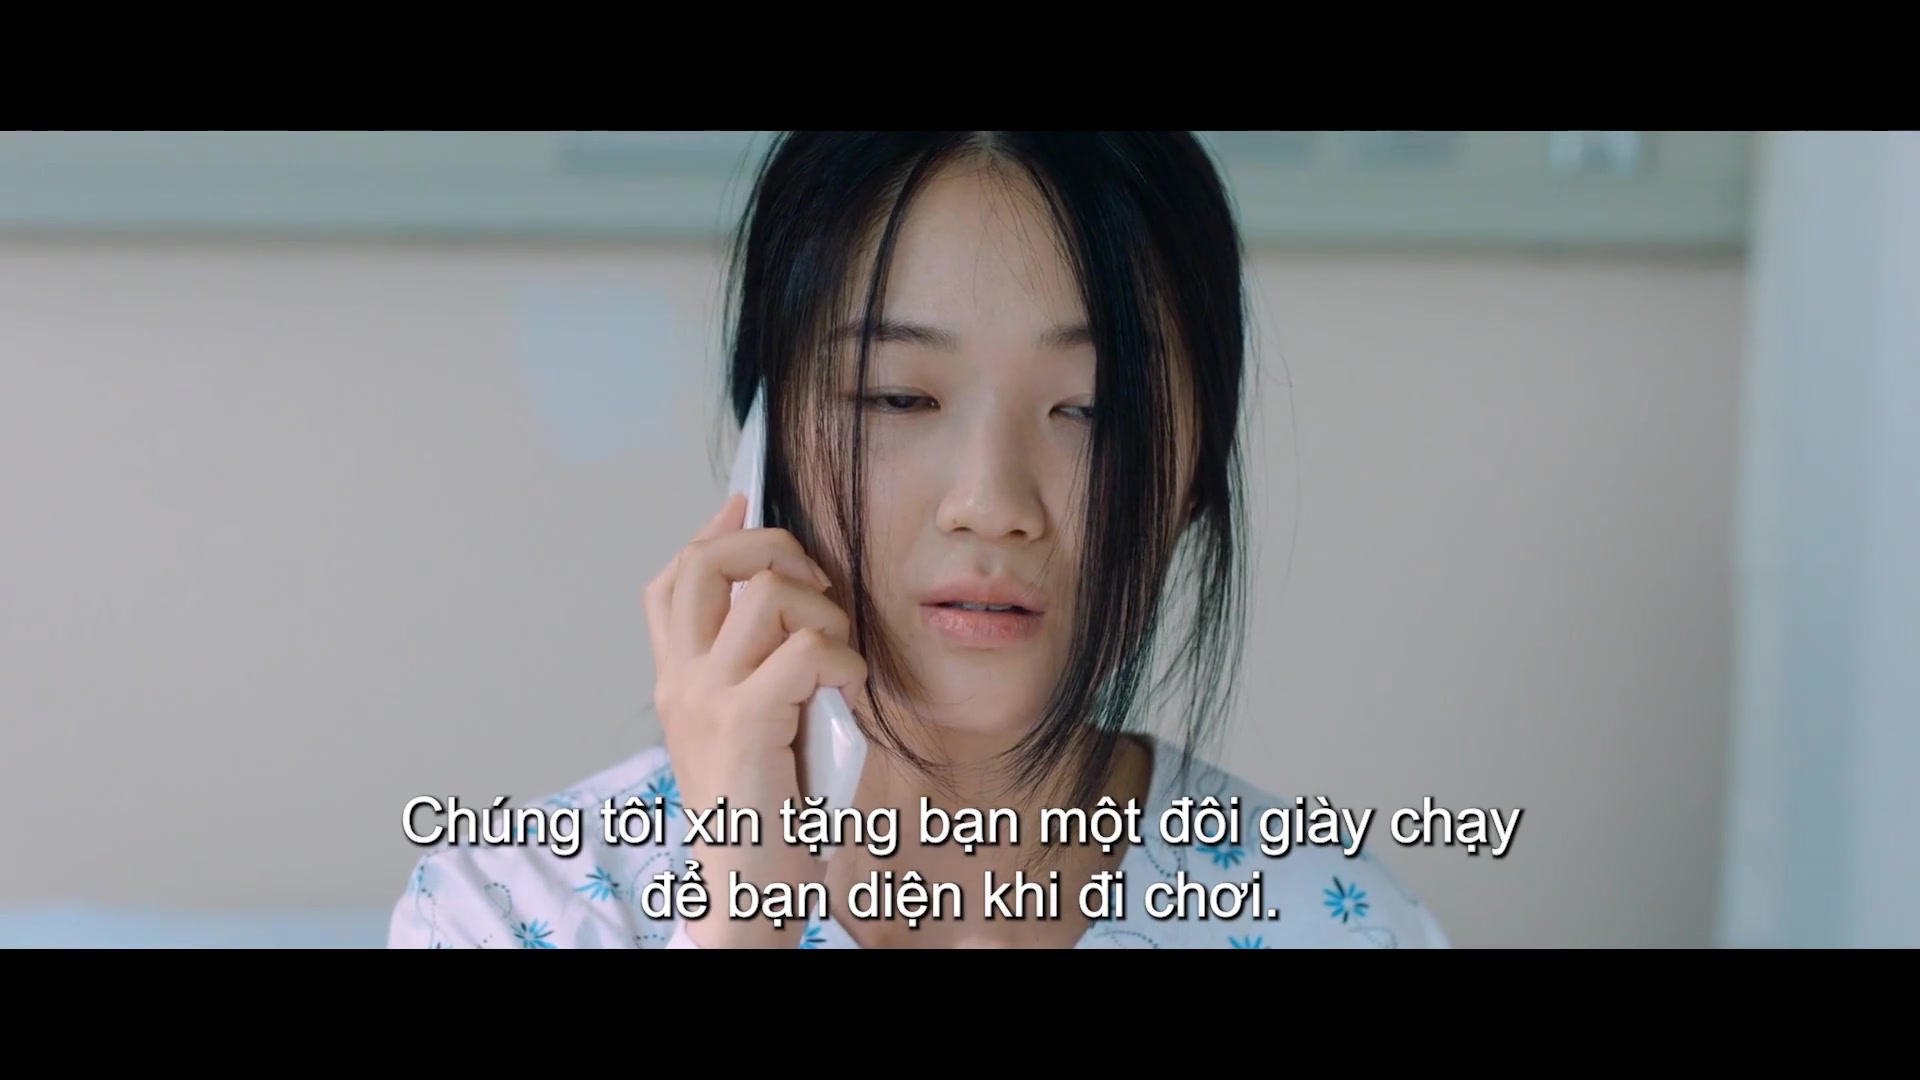 Chúng tôi xin tặng bạn một đôi giày chạy
để bạn diện khi đi chơi.